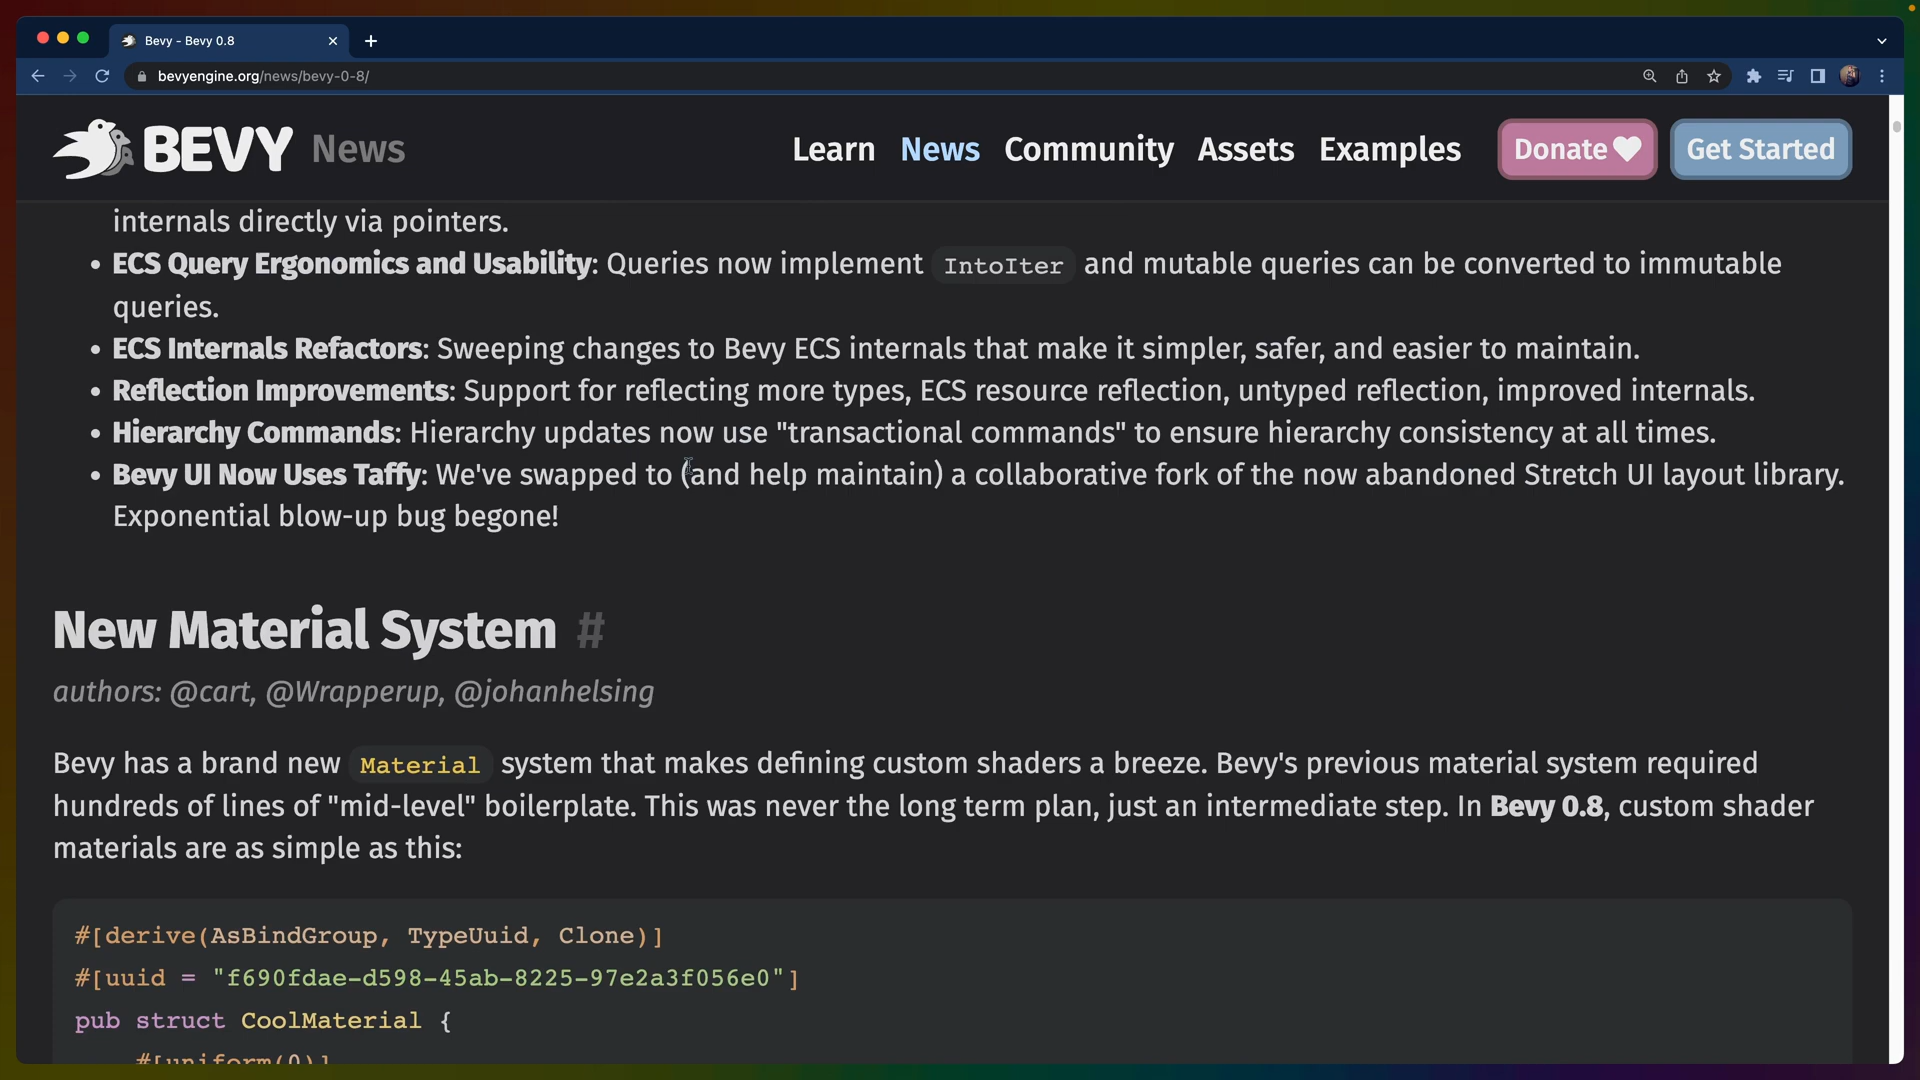 Bevy - Bevy 0.8
bevyengine.org/news/bevy-0-8/
BEVY News Learn News Community Assets Examples Donate Get Started
internals directly via pointers.
• ECS Query Ergonomics and Usability: Queries now implement IntoIter and mutable queries can be converted to immutable
queries.
• ECS Internals Refactors: Sweeping changes to Bevy ECS internals that make it simpler, safer, and easier to maintain.
• Reflection Improvements: Support for reflecting more types, ECS resource reflection, untyped reflection, improved internals.
• Hierarchy Commands: Hierarchy updates now use "transactional commands" to ensure hierarchy consistency at all times.
• Bevy UI Now Uses Taffy: We've swapped to (and help maintain) a collaborative fork of the now abandoned Stretch UI layout library.
Exponential blow-up bug begone!
New Material System #
authors: @cart, @Wrapperup, @johanhelsing
Bevy has a brand new Material system that makes defining custom shaders a breeze. Bevy's previous material system required
hundreds of lines of "mid-level" boilerplate. This was never the long term plan, just an intermediate step. In Bevy 0.8, custom shader
materials are as simple as this:
#[derive(AsBindGroup, TypeUuid, Clone)]
#[uuid = "f690fdae-d598-45ab-8225-97e2a3f056e0"]
pub struct CoolMaterial {
#[uniform(0)]